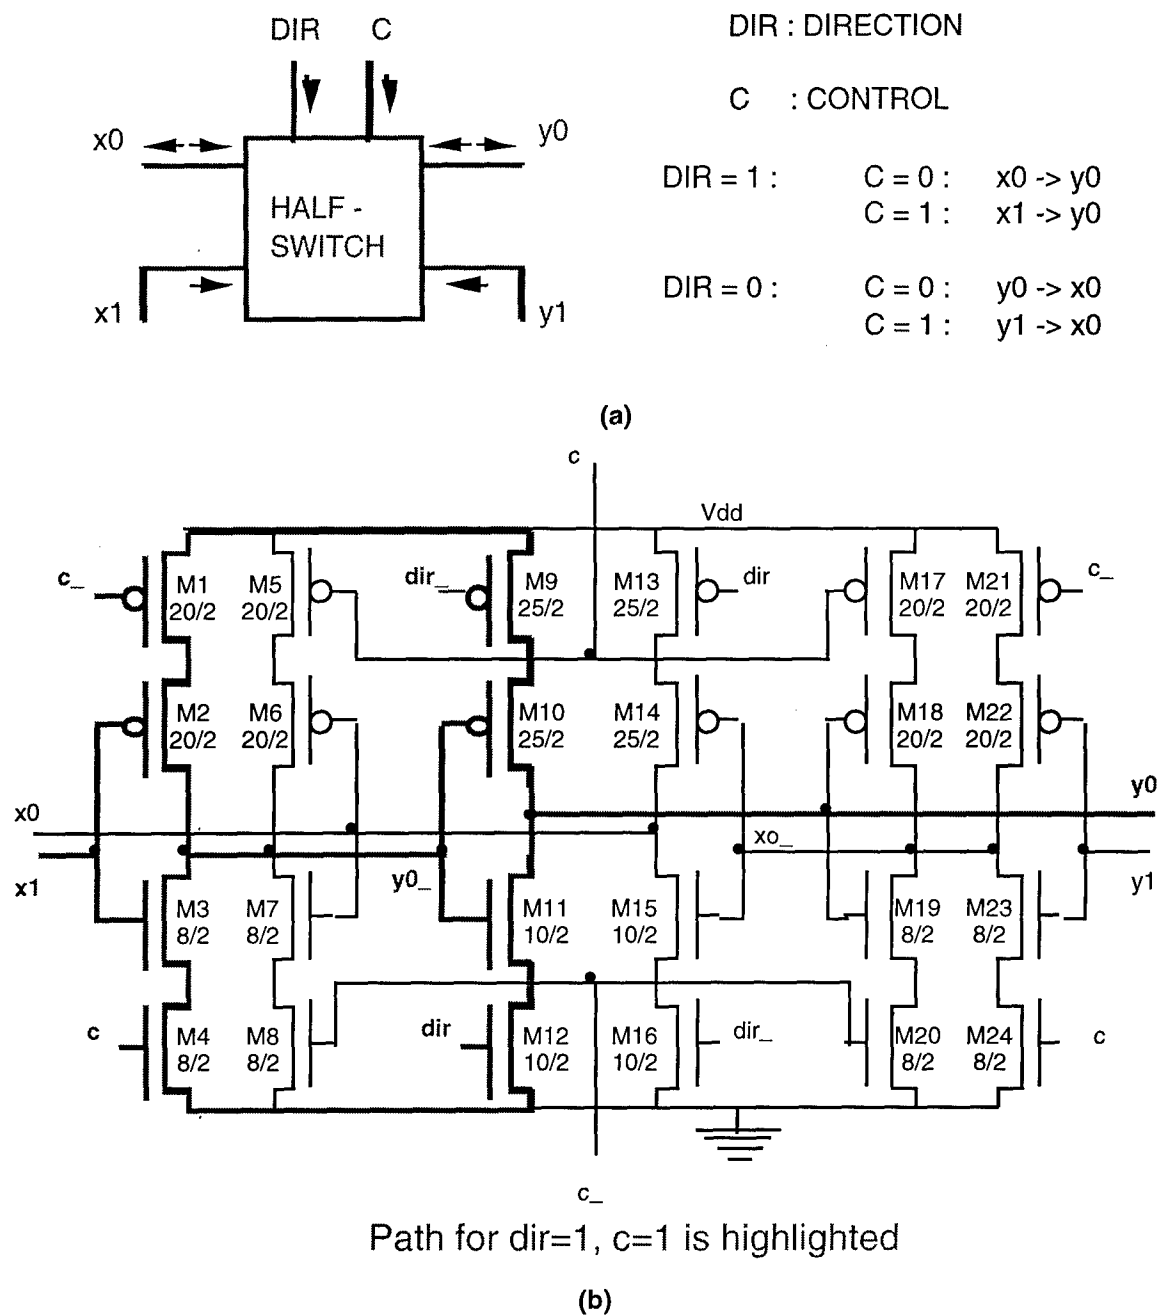 DIR C
DIR : DIRECTION
C : CONTROL
x0
y0
HALF -
SWITCH
x1
y1
DIR = 1 : C = 0 : x0 -> y0
C = 1 : x1 -> y0
DIR = 0 : C = 0 : y0 -> x0
C = 1 : y1 -> x0
(a)
c
Vdd
c_ M1 M5 dir_ M9 M13 dir M17 M21 c_
20/2 20/2 25/2 25/2 20/2 20/2
M2 M6 M10 M14 M18 M22
20/2 20/2 25/2 25/2 20/2 20/2
x0 y0
x1 y0_ xo_ y1
M3 M7 M11 M15 M19 M23
8/2 8/2 10/2 10/2 8/2 8/2
c M4 M8 dir M12 M16 dir_ M20 M24 c
8/2 8/2 10/2 10/2 8/2 8/2
c_
Path for dir=1, c=1 is highlighted
(b)